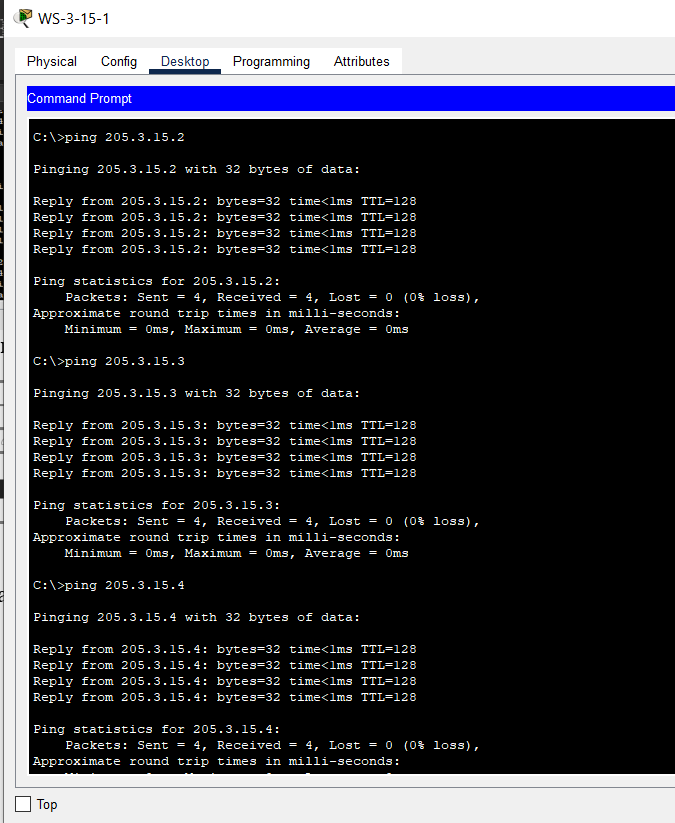 WS-3-15-1
Physical Config Desktop Programming Attributes
Command Prompt
C:\>ping 205.3.15.2
Pinging 205.3.15.2 with 32 bytes of data:
Reply from 205.3.15.2: bytes=32 time<1ms TTL=128
Reply from 205.3.15.2: bytes=32 time<1ms TTL=128
Reply from 205.3.15.2: bytes=32 time<1ms TTL=128
Reply from 205.3.15.2: bytes=32 time<1ms TTL=128
Ping statistics for 205.3.15.2:
Packets: Sent = 4, Received = 4, Lost = 0 (0% loss),
Approximate round trip times in milli-seconds:
Minimum = 0ms, Maximum = 0ms, Average = 0ms
C:\>ping 205.3.15.3
Pinging 205.3.15.3 with 32 bytes of data:
Reply from 205.3.15.3: bytes=32 time<1ms TTL=128
Reply from 205.3.15.3: bytes=32 time<1ms TTL=128
Reply from 205.3.15.3: bytes=32 time<1ms TTL=128
Reply from 205.3.15.3: bytes=32 time<1ms TTL=128
Ping statistics for 205.3.15.3:
Packets: Sent = 4, Received = 4, Lost = 0 (0% loss),
Approximate round trip times in milli-seconds:
Minimum = 0ms, Maximum = 0ms, Average = 0ms
C:\>ping 205.3.15.4
Pinging 205.3.15.4 with 32 bytes of data:
Reply from 205.3.15.4: bytes=32 time<1ms TTL=128
Reply from 205.3.15.4: bytes=32 time<1ms TTL=128
Reply from 205.3.15.4: bytes=32 time<1ms TTL=128
Reply from 205.3.15.4: bytes=32 time<1ms TTL=128
Ping statistics for 205.3.15.4:
Packets: Sent = 4, Received = 4, Lost = 0 (0% loss),
Approximate round trip times in milli-seconds:
Top